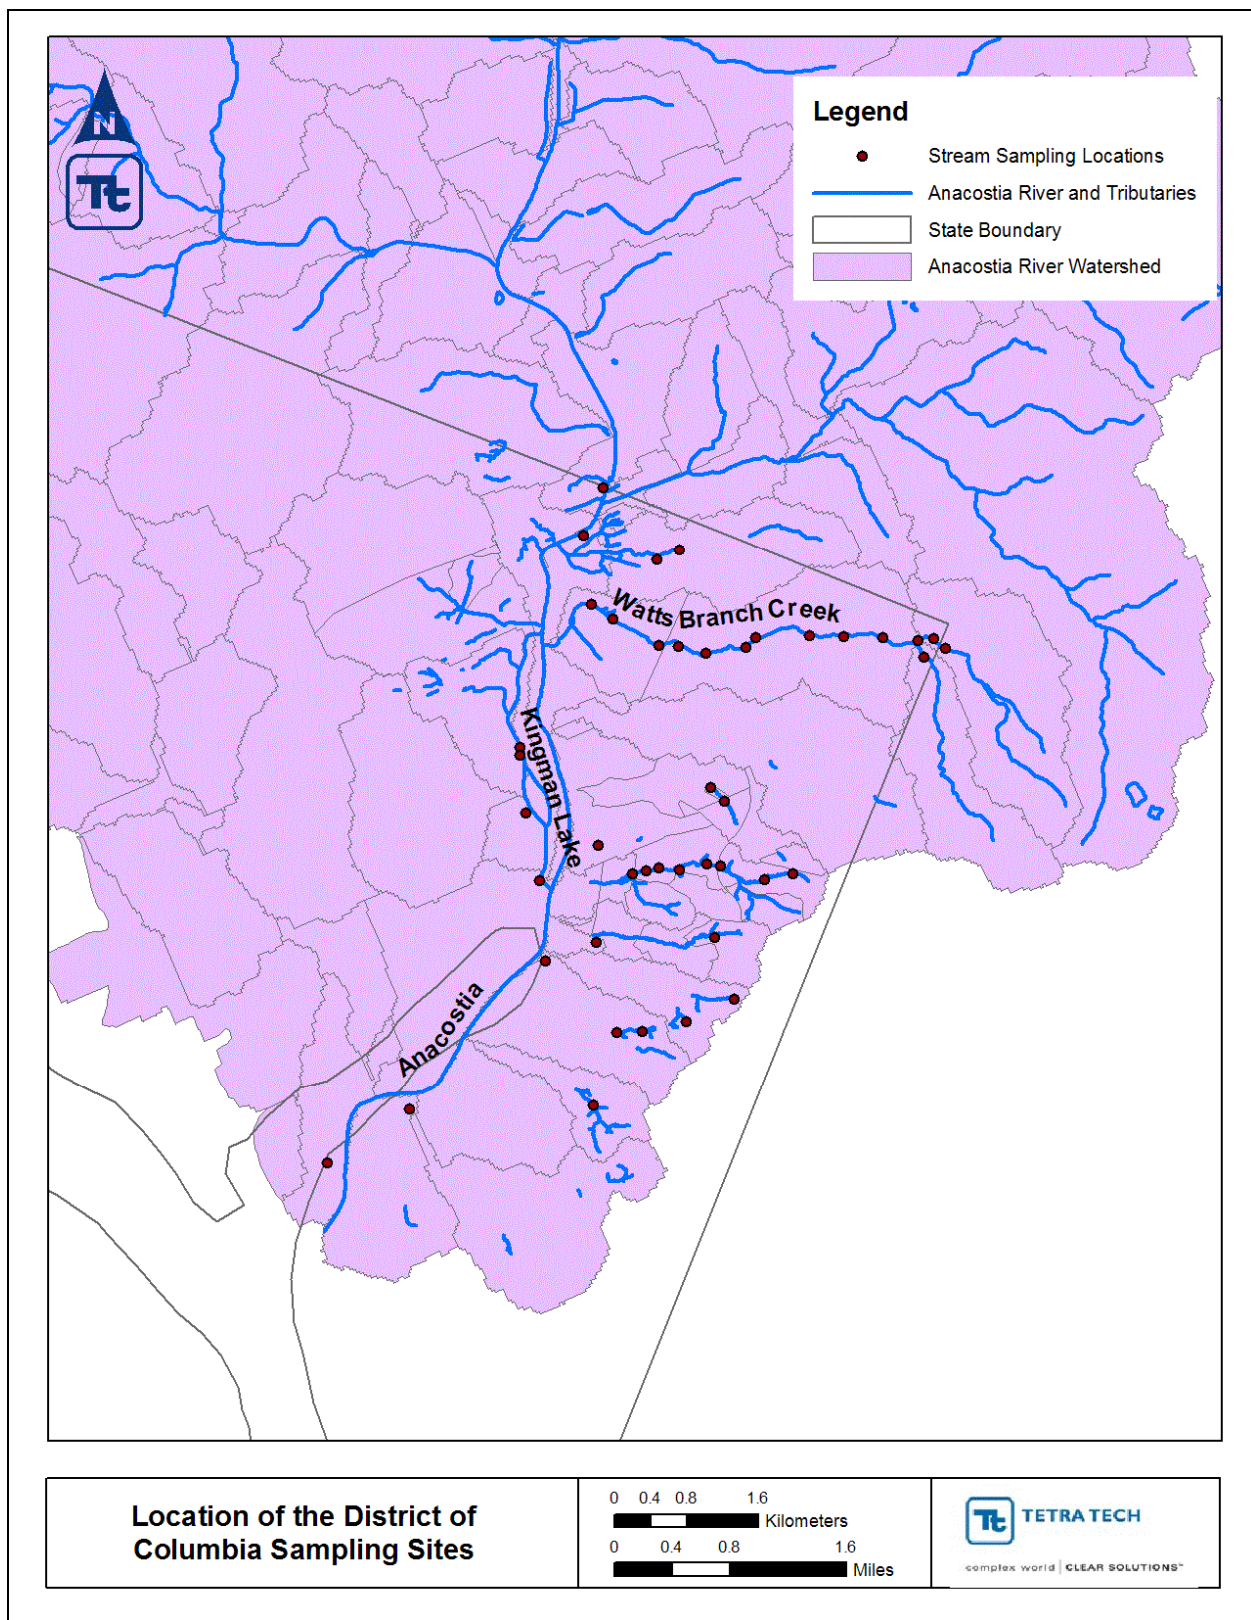 N
Tt
Legend
Stream Sampling Locations
Anacostia River and Tributaries
State Boundary
Anacostia River Watershed
Watts Branch Creek
Kingman Lake
Anacostia
Location of the District of
Columbia Sampling Sites
0 0.4 0.8 1.6
Kilometers
0 0.4 0.8 1.6
Miles
Tt TETRA TECH
complex world | CLEAR SOLUTIONS™